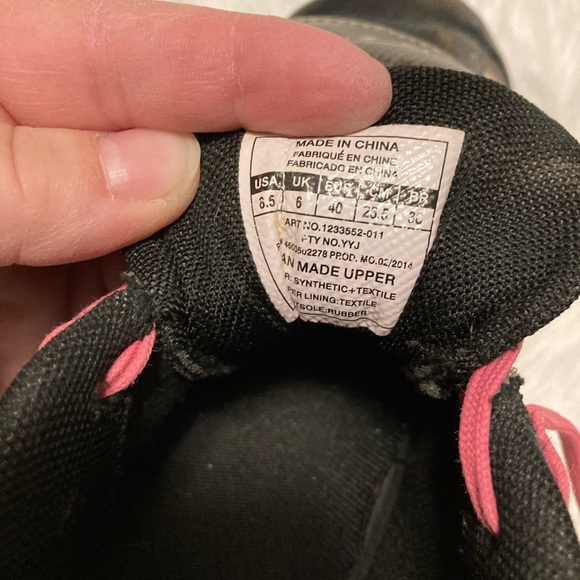 MADE IN CHINA
FABRIQUÉ EN CHINE
FABRICADO EN CHINA
USA UK EUR CM BR
8.5 6 40 25.5 38
ART NO.1233552-011
FTY NO.YYJ
4500502278 PROD. MO.02/2014
MADE UPPER
SYNTHETIC+TEXTILE
LINING:TEXTILE
RUBBER